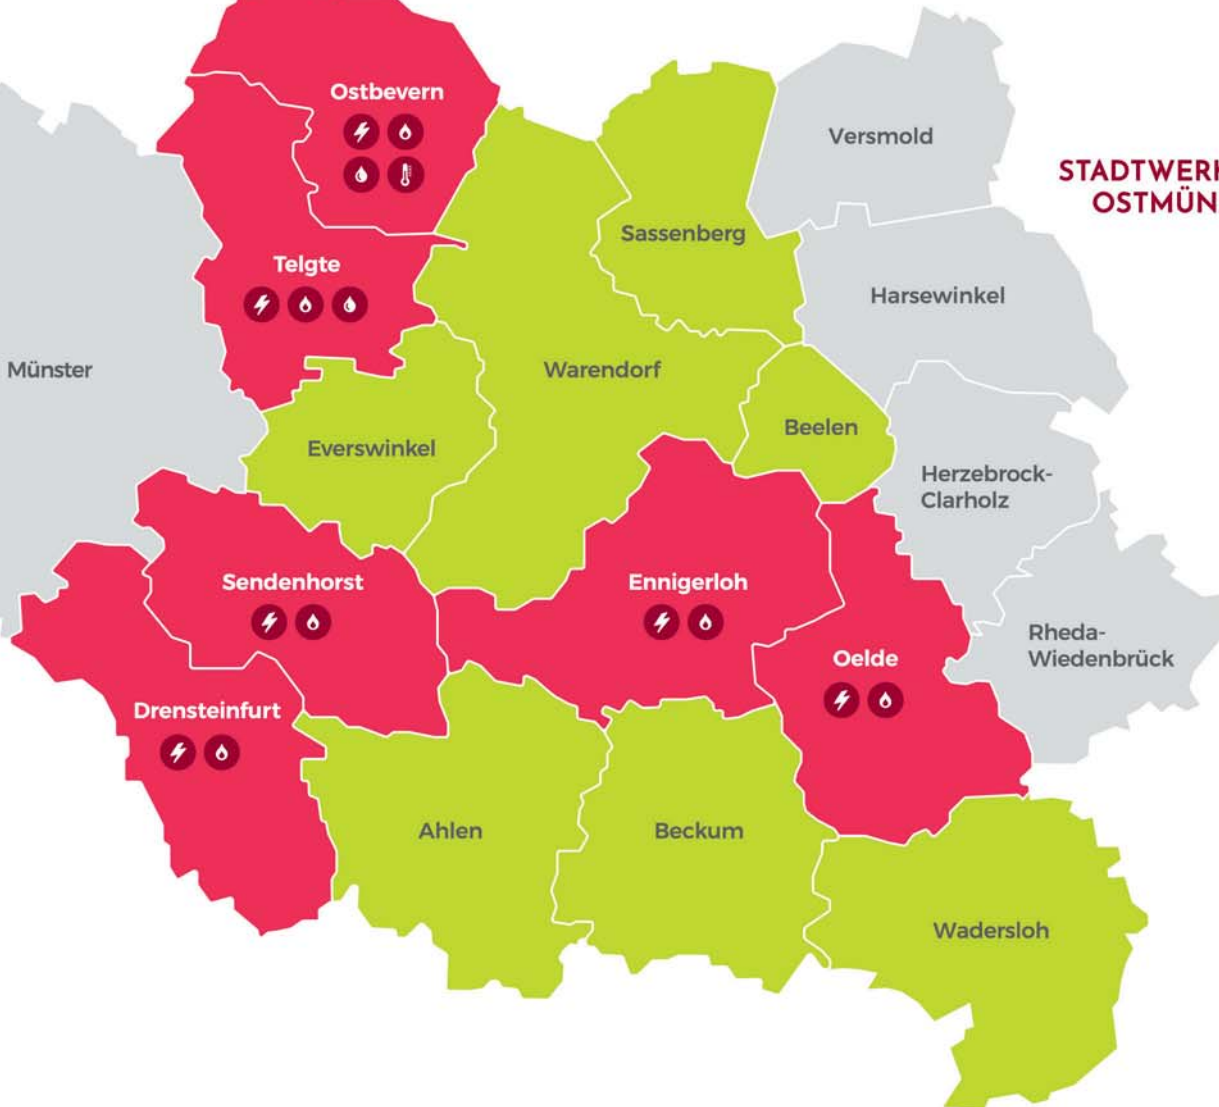 Ostbevern
Versmold
STADTWERK
OSTMÜN
Sassenberg
Telgte
Harsewinkel
Münster
Warendorf
Beelen
Everswinkel
Herzebrock-
Clarholz
Sendenhorst
Ennigerloh
Rheda-
Wiedenbrück
Oelde
Drensteinfurt
Ahlen
Beckum
Wadersloh